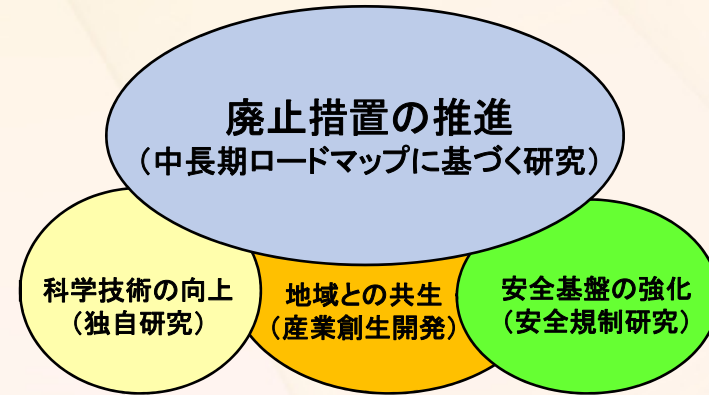 廃止措置の推進
（中長期ロードマップに基づく研究）
科学技術の向上
（独自研究）
地域との共生
（産業創生開発）
安全基盤の強化
（安全規制研究）